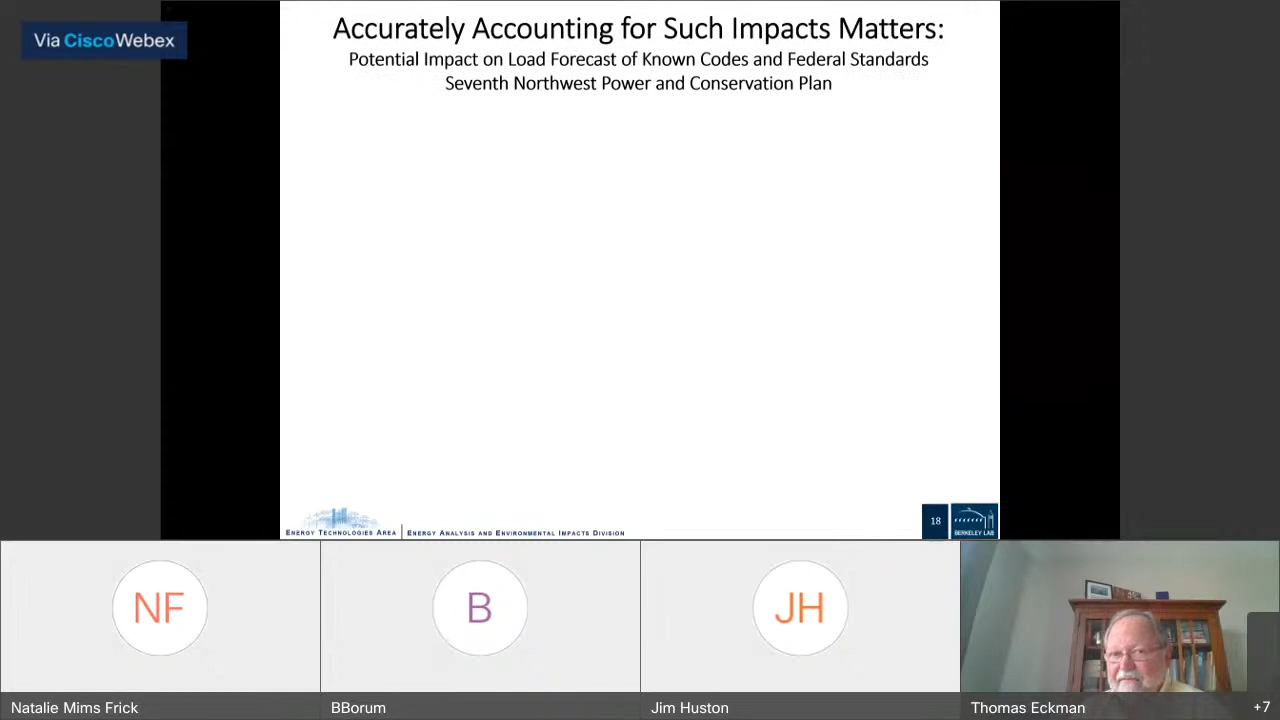 Via Cisco Webex
Accurately Accounting for Such Impacts Matters:
Potential Impact on Load Forecast of Known Codes and Federal Standards
Seventh Northwest Power and Conservation Plan
ENERGY TECHNOLOGIES AREA
ENERGY ANALYSIS AND ENVIRONMENTAL IMPACTS DIVISION
18
BERKELEY LAB
NF
B
JH
Natalie Mims Frick
BBorum
Jim Huston
Thomas Eckman
+7